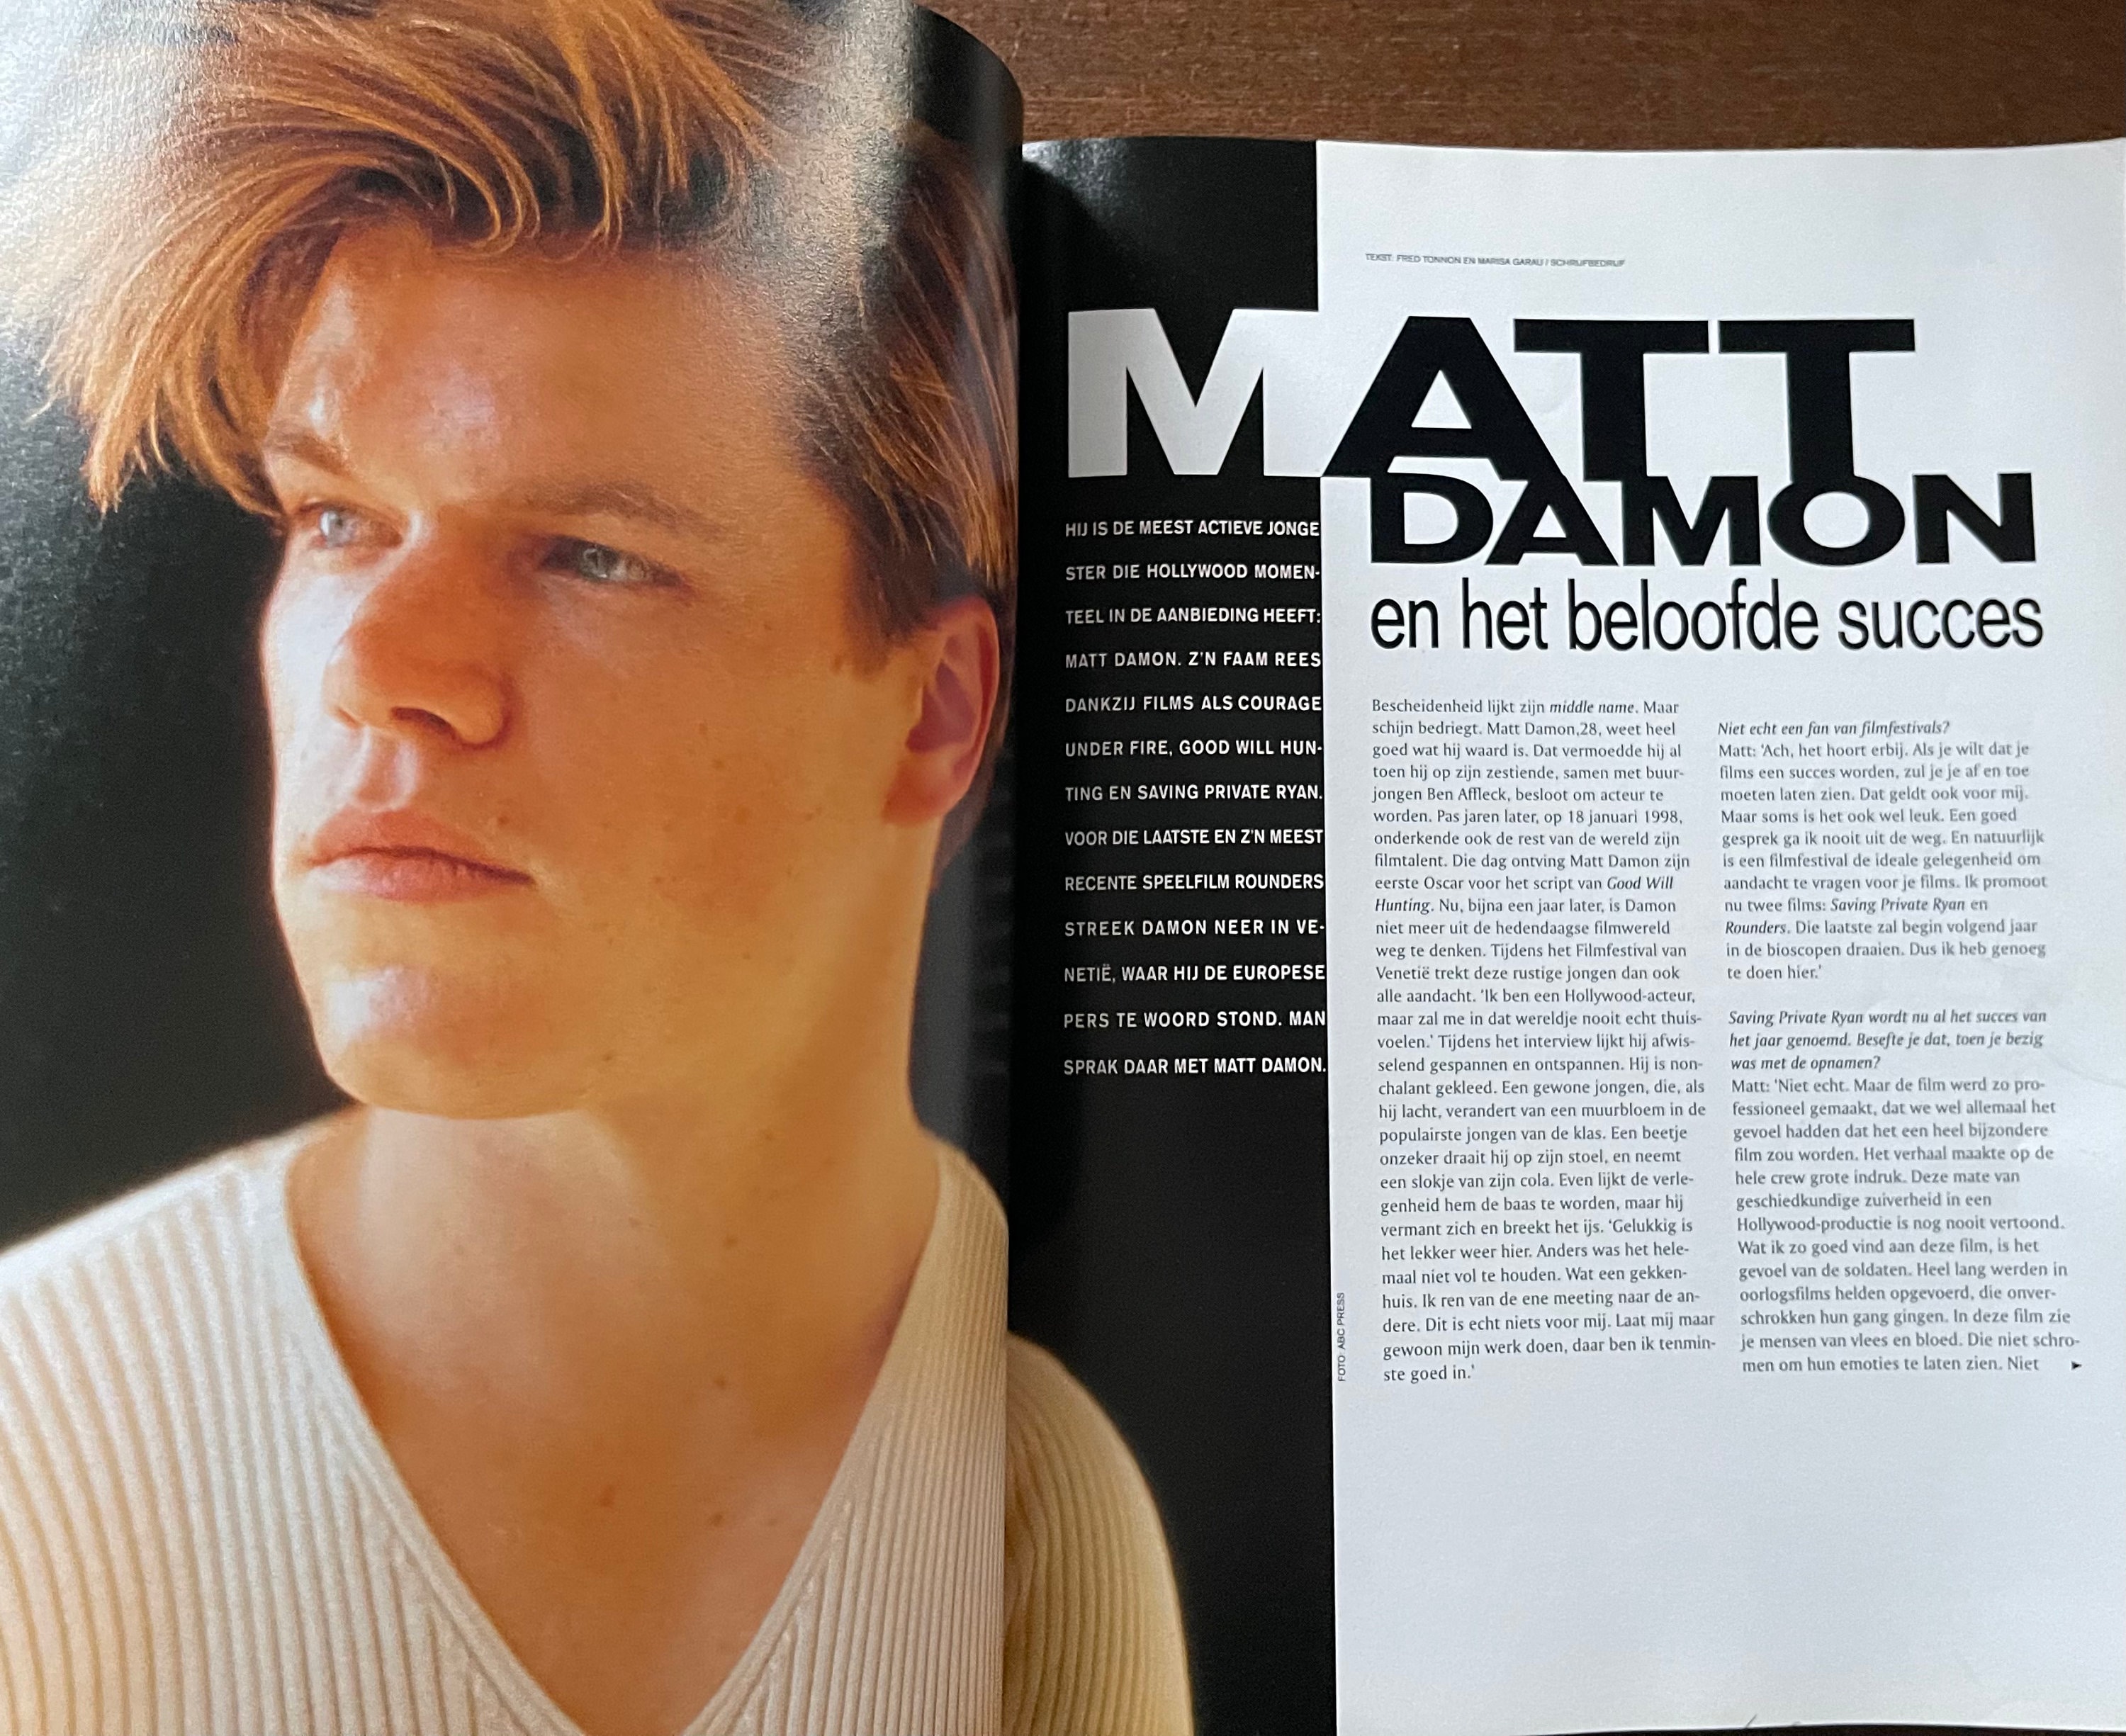 TEKST: FRED TONNON EN MARISA GARAU / SCHRIJFBEDRIJF
MATT
DAMON
en het beloofde succes
HIJ IS DE MEEST ACTIEVE JONGE
STER DIE HOLLYWOOD MOMEN-
TEEL IN DE AANBIEDING HEEFT:
MATT DAMON. Z'N FAAM REES
DANKZIJ FILMS ALS COURAGE
UNDER FIRE, GOOD WILL HUN-
TING EN SAVING PRIVATE RYAN.
VOOR DIE LAATSTE EN Z'N MEEST
RECENTE SPEELFILM ROUNDERS
STREEK DAMON NEER IN VE-
NETIË, WAAR HIJ DE EUROPESE
PERS TE WOORD STOND. MAN
SPRAK DAAR MET MATT DAMON.
Bescheidenheid lijkt zijn middle name. Maar
schijn bedriegt. Matt Damon,28, weet heel
goed wat hij waard is. Dat vermoedde hij al
toen hij op zijn zestiende, samen met buur-
jongen Ben Affleck, besloot om acteur te
worden. Pas jaren later, op 18 januari 1998,
onderkende ook de rest van de wereld zijn
filmtalent. Die dag ontving Matt Damon zijn
eerste Oscar voor het script van Good Will
Hunting. Nu, bijna een jaar later, is Damon
niet meer uit de hedendaagse filmwereld
weg te denken. Tijdens het Filmfestival van
Venetië trekt deze rustige jongen dan ook
alle aandacht. 'Ik ben een Hollywood-acteur,
maar zal me in dat wereldje nooit echt thuis-
voelen.' Tijdens het interview lijkt hij afwis-
selend gespannen en ontspannen. Hij is non-
chalant gekleed. Een gewone jongen, die, als
hij lacht, verandert van een muurbloem in de
populairste jongen van de klas. Een beetje
onzeker draait hij op zijn stoel, en neemt
een slokje van zijn cola. Even lijkt de verle-
genheid hem de baas te worden, maar hij
vermant zich en breekt het ijs. 'Gelukkig is
het lekker weer hier. Anders was het hele-
maal niet vol te houden. Wat een gekken-
huis. Ik ren van de ene meeting naar de an-
dere. Dit is echt niets voor mij. Laat mij maar
gewoon mijn werk doen, daar ben ik tenmin-
ste goed in.'
Niet echt een fan van filmfestivals?
Matt: 'Ach, het hoort erbij. Als je wilt dat je
films een succes worden, zul je je af en toe
moeten laten zien. Dat geldt ook voor mij.
Maar soms is het ook wel leuk. Een goed
gesprek ga ik nooit uit de weg. En natuurlijk
is een filmfestival de ideale gelegenheid om
aandacht te vragen voor je films. Ik promoot
nu twee films: Saving Private Ryan en
Rounders. Die laatste zal begin volgend jaar
in de bioscopen draaien. Dus ik heb genoeg
te doen hier.'
Saving Private Ryan wordt nu al het succes van
het jaar genoemd. Besefte je dat, toen je bezig
was met de opnamen?
Matt: 'Niet echt. Maar de film werd zo pro-
fessioneel gemaakt, dat we wel allemaal het
gevoel hadden dat het een heel bijzondere
film zou worden. Het verhaal maakte op de
hele crew grote indruk. Deze mate van
geschiedkundige zuiverheid in een
Hollywood-productie is nog nooit vertoond.
Wat ik zo goed vind aan deze film, is het
gevoel van de soldaten. Heel lang werden in
oorlogsfilms helden opgevoerd, die onver-
schrokken hun gang gingen. In deze film zie
je mensen van vlees en bloed. Die niet schro-
men om hun emoties te laten zien. Niet
FOTO: ABC PRESS